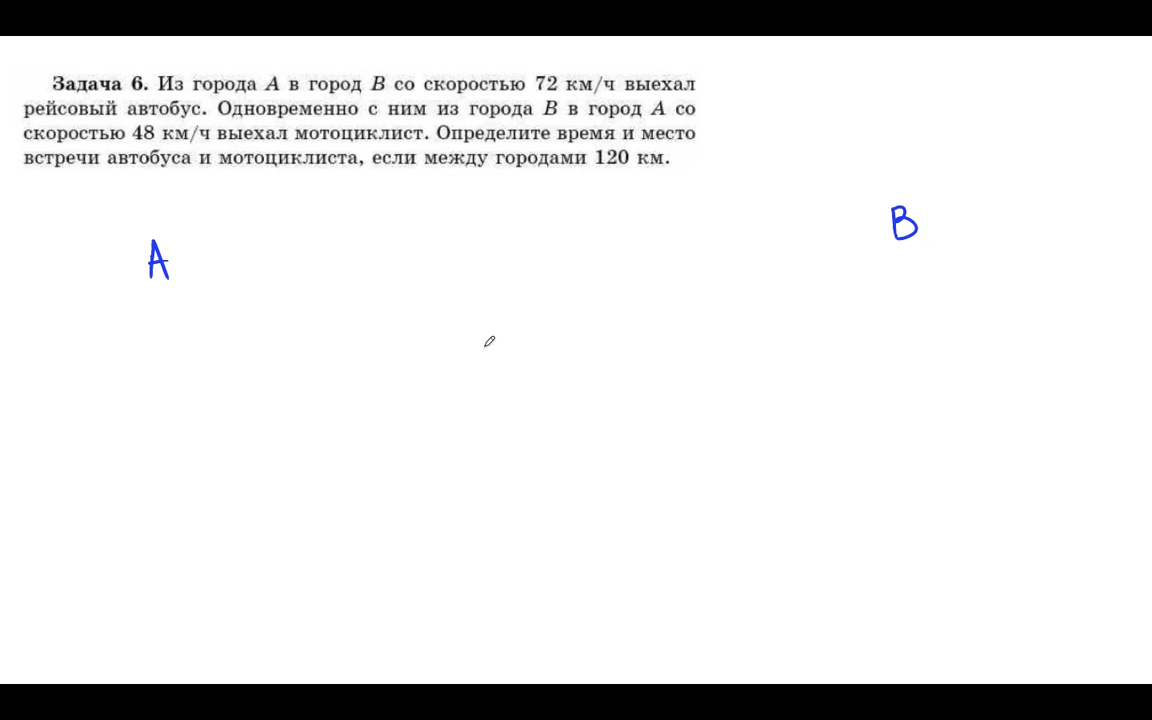 Задача 6. Из города A в город B со скоростью 72 км/ч выехал
рейсовый автобус. Одновременно с ним из города B в город A со
скоростью 48 км/ч выехал мотоциклист. Определите время и место
встречи автобуса и мотоциклиста, если между городами 120 км.
B
A